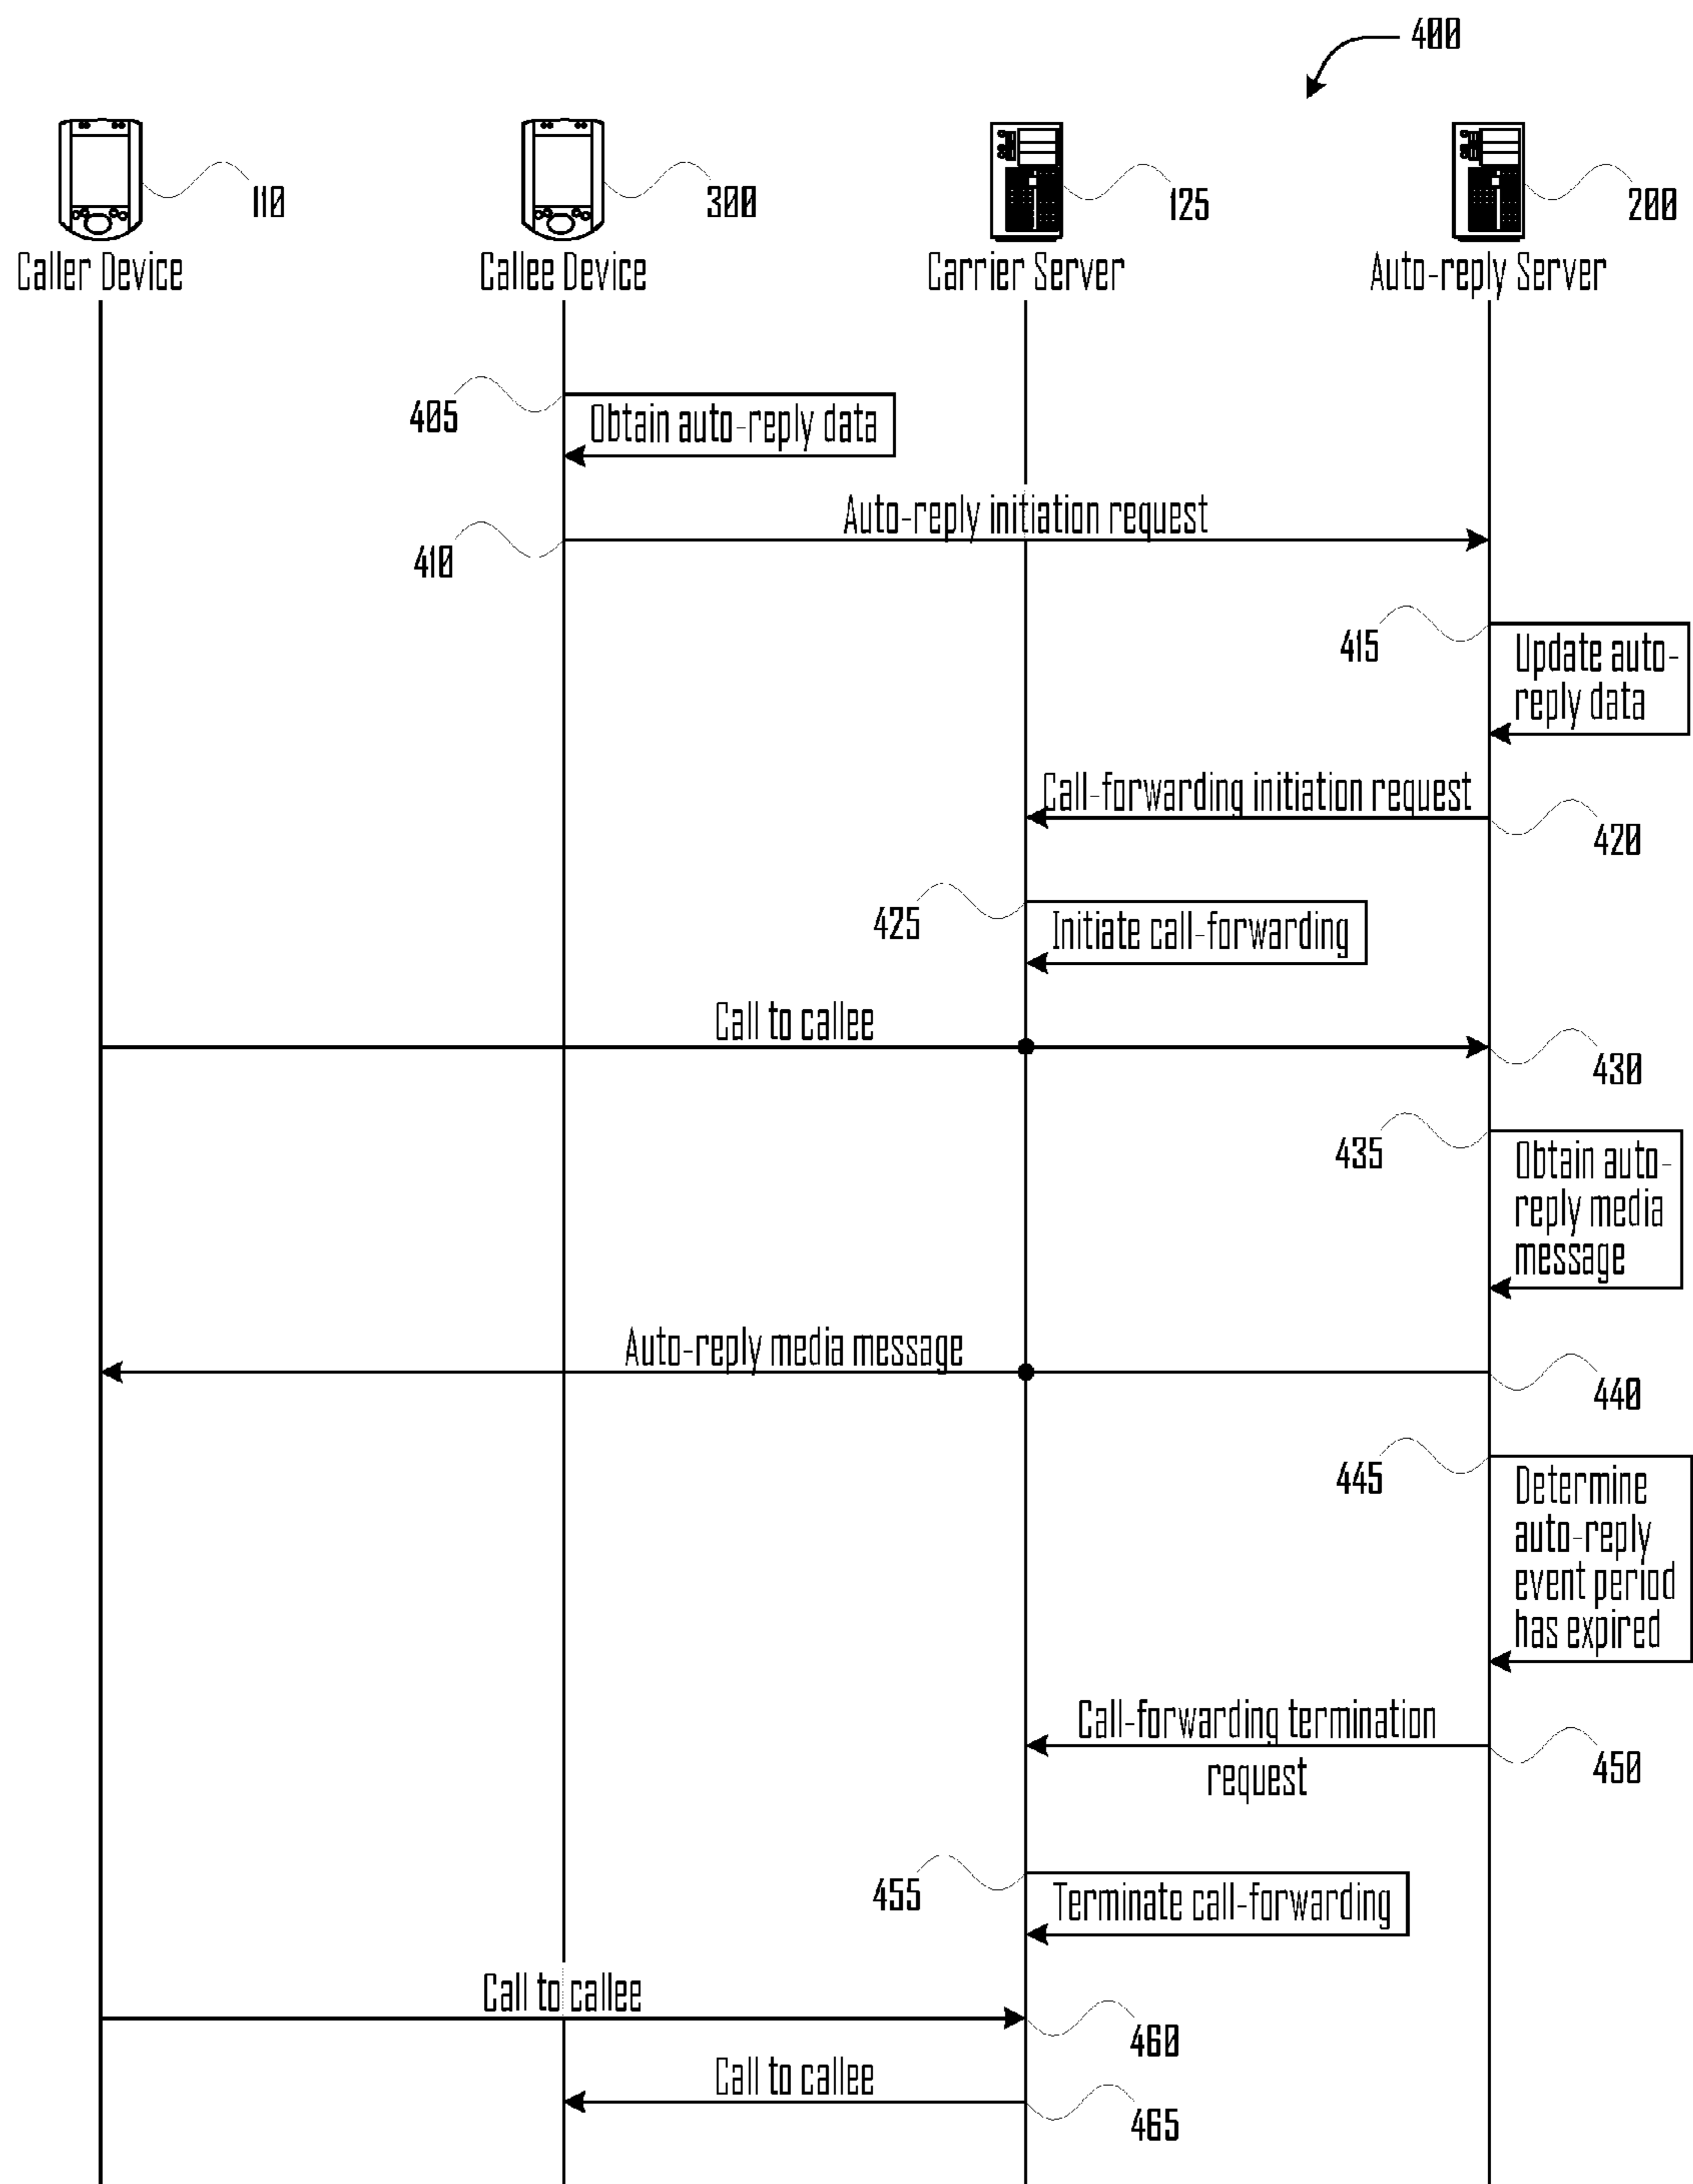 400
110
300
125
200
Caller Device
Callee Device
Carrier Server
Auto-reply Server
405
Obtain auto-reply data
Auto-reply initiation request
410
415
Update auto-
reply data
Call-forwarding initiation request
420
425
Initiate call-forwarding
Call to callee
430
435
Obtain auto-
reply media
message
Auto-reply media message
440
445
Determine
auto-reply
event period
has expired
Call-forwarding termination
request
450
455
Terminate call-forwarding
Call to callee
460
Call to callee
465